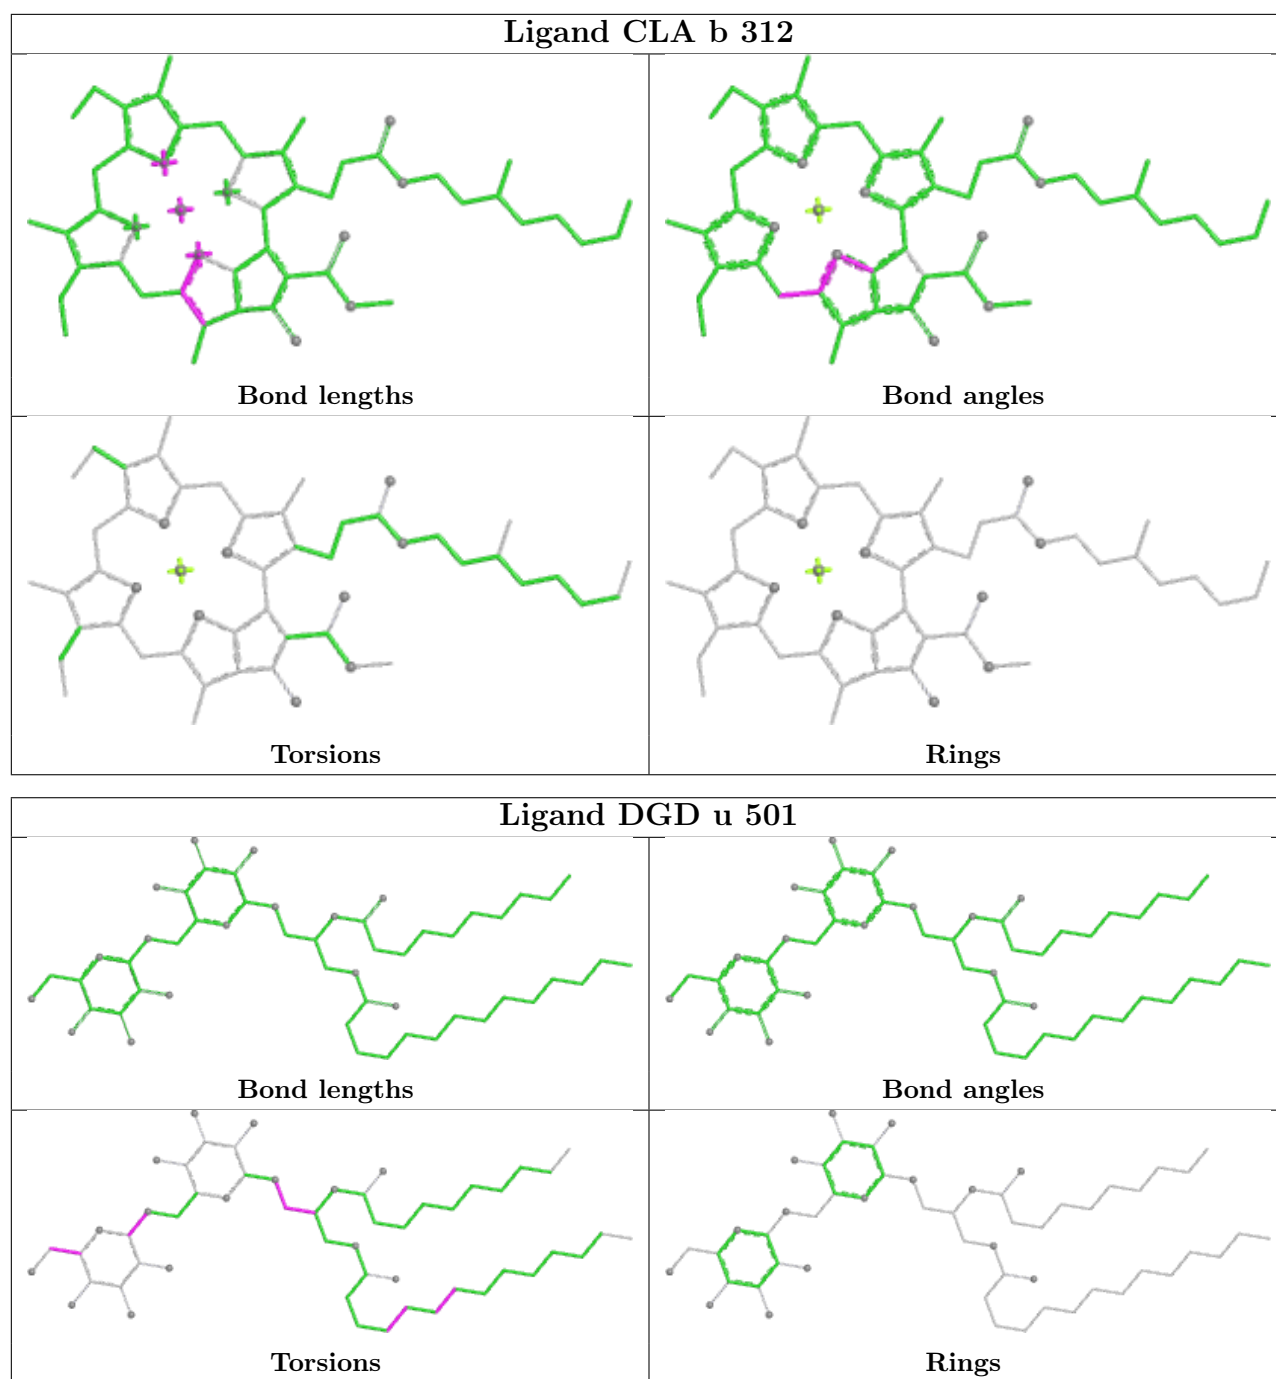 Ligand CLA b 312
Bond lengths
Bond angles
Torsions
Rings
Ligand DGD u 501
Bond lengths
Bond angles
Torsions
Rings